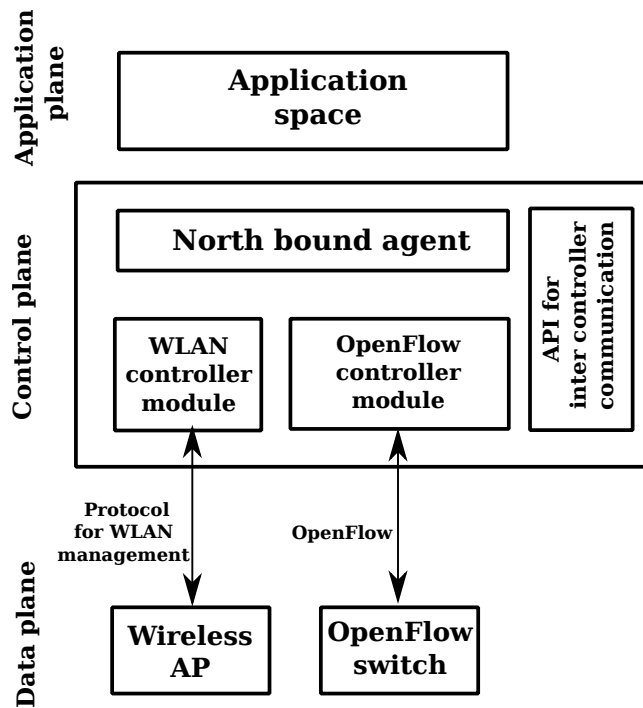 Application
plane
Application
space
Control plane
North bound agent
API for
inter controller
communication
WLAN
controller
module
OpenFlow
controller
module
Protocol
for WLAN
management
OpenFlow
Data plane
Wireless
AP
OpenFlow
switch